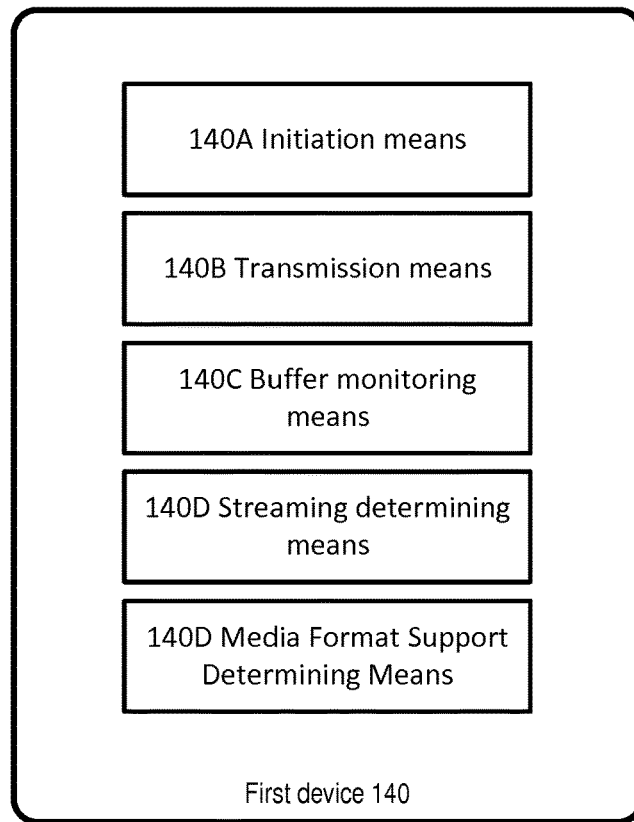 140A Initiation means
140B Transmission means
140C Buffer monitoring
means
140D Streaming determining
means
140D Media Format Support
Determining Means
First device 140